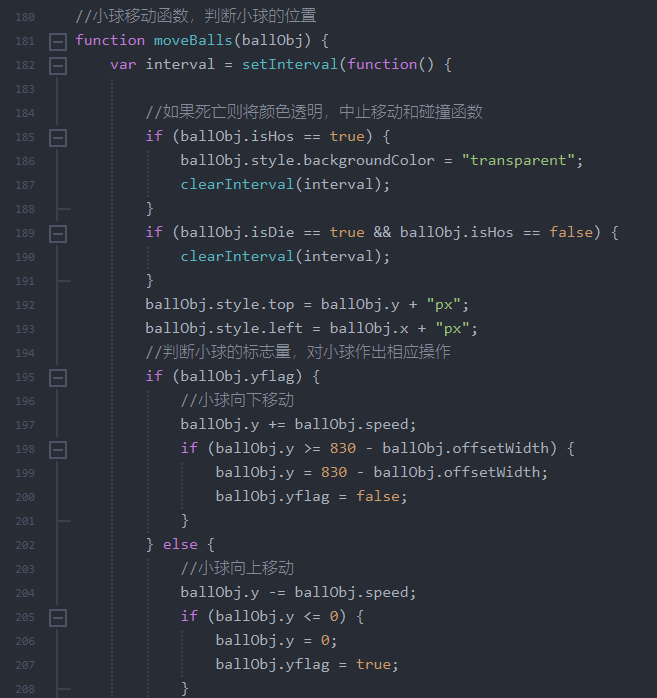 180 //小球移动函数，判断小球的位置
181 function moveBalls(ballObj) {
182 var interval = setInterval(function() {
183
184 //如果死亡则将颜色透明，中止移动和碰撞函数
185 if (ballObj.isHos == true) {
186 ballObj.style.backgroundColor = "transparent";
187 clearInterval(interval);
188 }
189 if (ballObj.isDie == true && ballObj.isHos == false) {
190 clearInterval(interval);
191 }
192 ballObj.style.top = ballObj.y + "px";
193 ballObj.style.left = ballObj.x + "px";
194 //判断小球的标志量，对小球作出相应操作
195 if (ballObj.yflag) {
196 //小球向下移动
197 ballObj.y += ballObj.speed;
198 if (ballObj.y >= 830 - ballObj.offsetWidth) {
199 ballObj.y = 830 - ballObj.offsetWidth;
200 ballObj.yflag = false;
201 }
202 } else {
203 //小球向上移动
204 ballObj.y -= ballObj.speed;
205 if (ballObj.y <= 0) {
206 ballObj.y = 0;
207 ballObj.yflag = true;
208 }